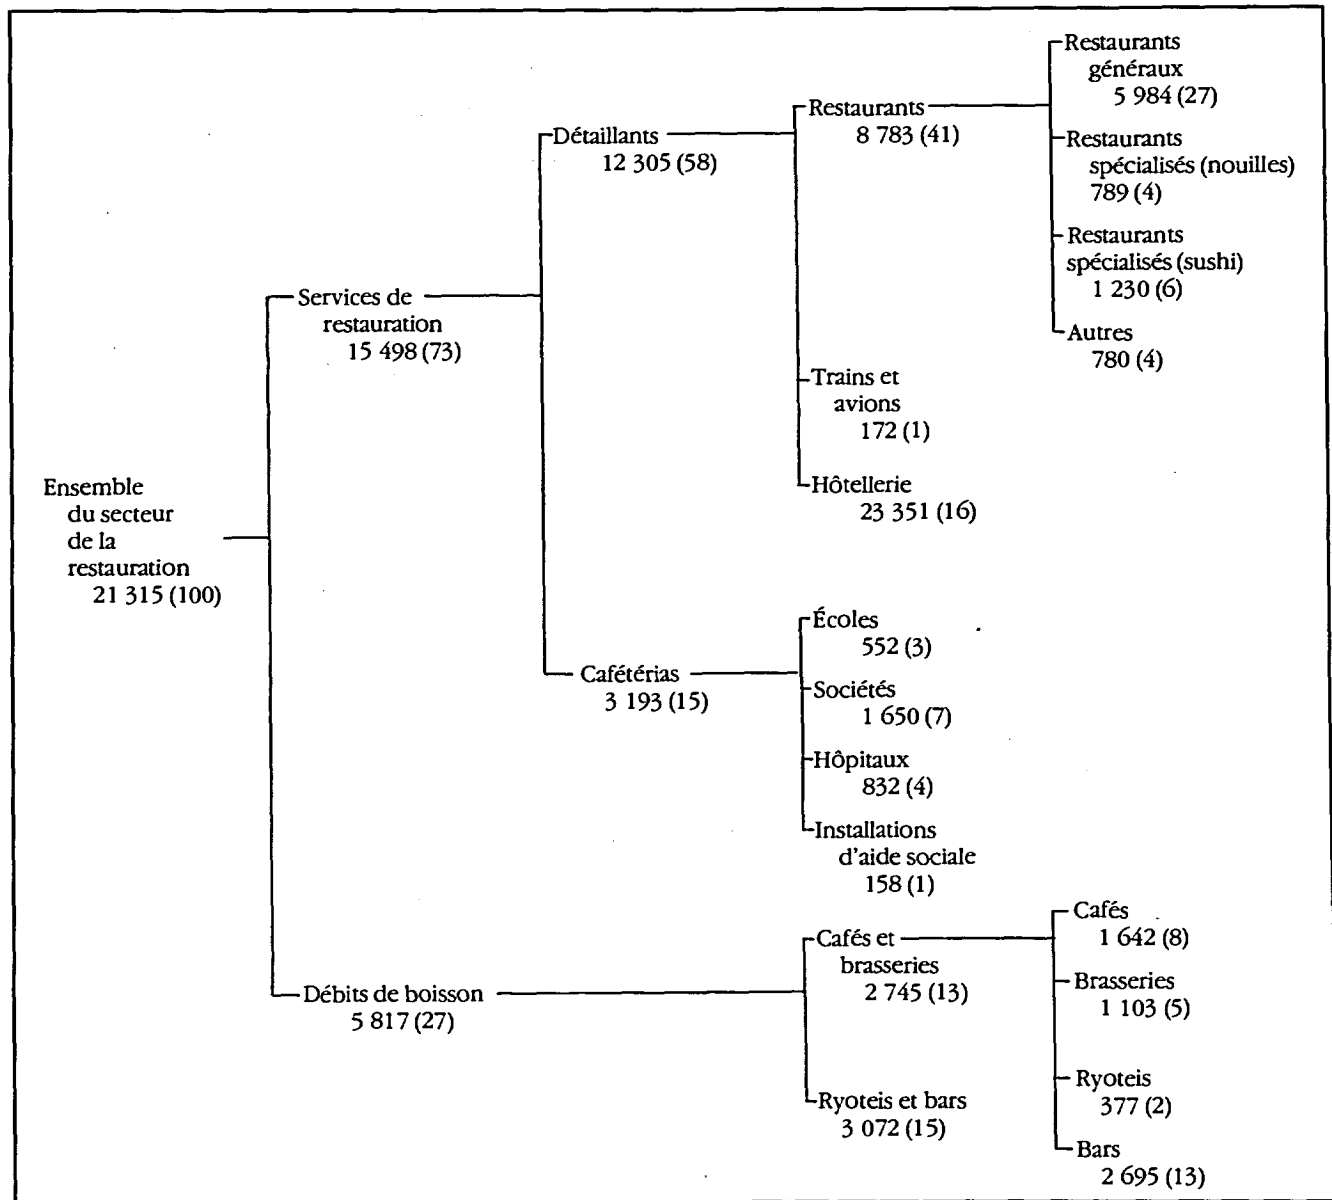 Restaurants
généraux
5 984 (27)
Restaurants
8 783 (41)
Détaillants
12 305 (58)
Restaurants
spécialisés (nouilles)
789 (4)
Restaurants
spécialisés (sushi)
1 230 (6)
Services de
restauration
15 498 (73)
Autres
780 (4)
Trains et
avions
172 (1)
Hôtellerie
23 351 (16)
Ensemble
du secteur
de la
restauration
21 315 (100)
Écoles
552 (3)
Cafétérias
3 193 (15)
Sociétés
1 650 (7)
Hôpitaux
832 (4)
Installations
d'aide sociale
158 (1)
Débits de boisson
5 817 (27)
Cafés et
brasseries
2 745 (13)
Cafés
1 642 (8)
Brasseries
1 103 (5)
Ryoteis et bars
3 072 (15)
Ryoteis
377 (2)
Bars
2 695 (13)